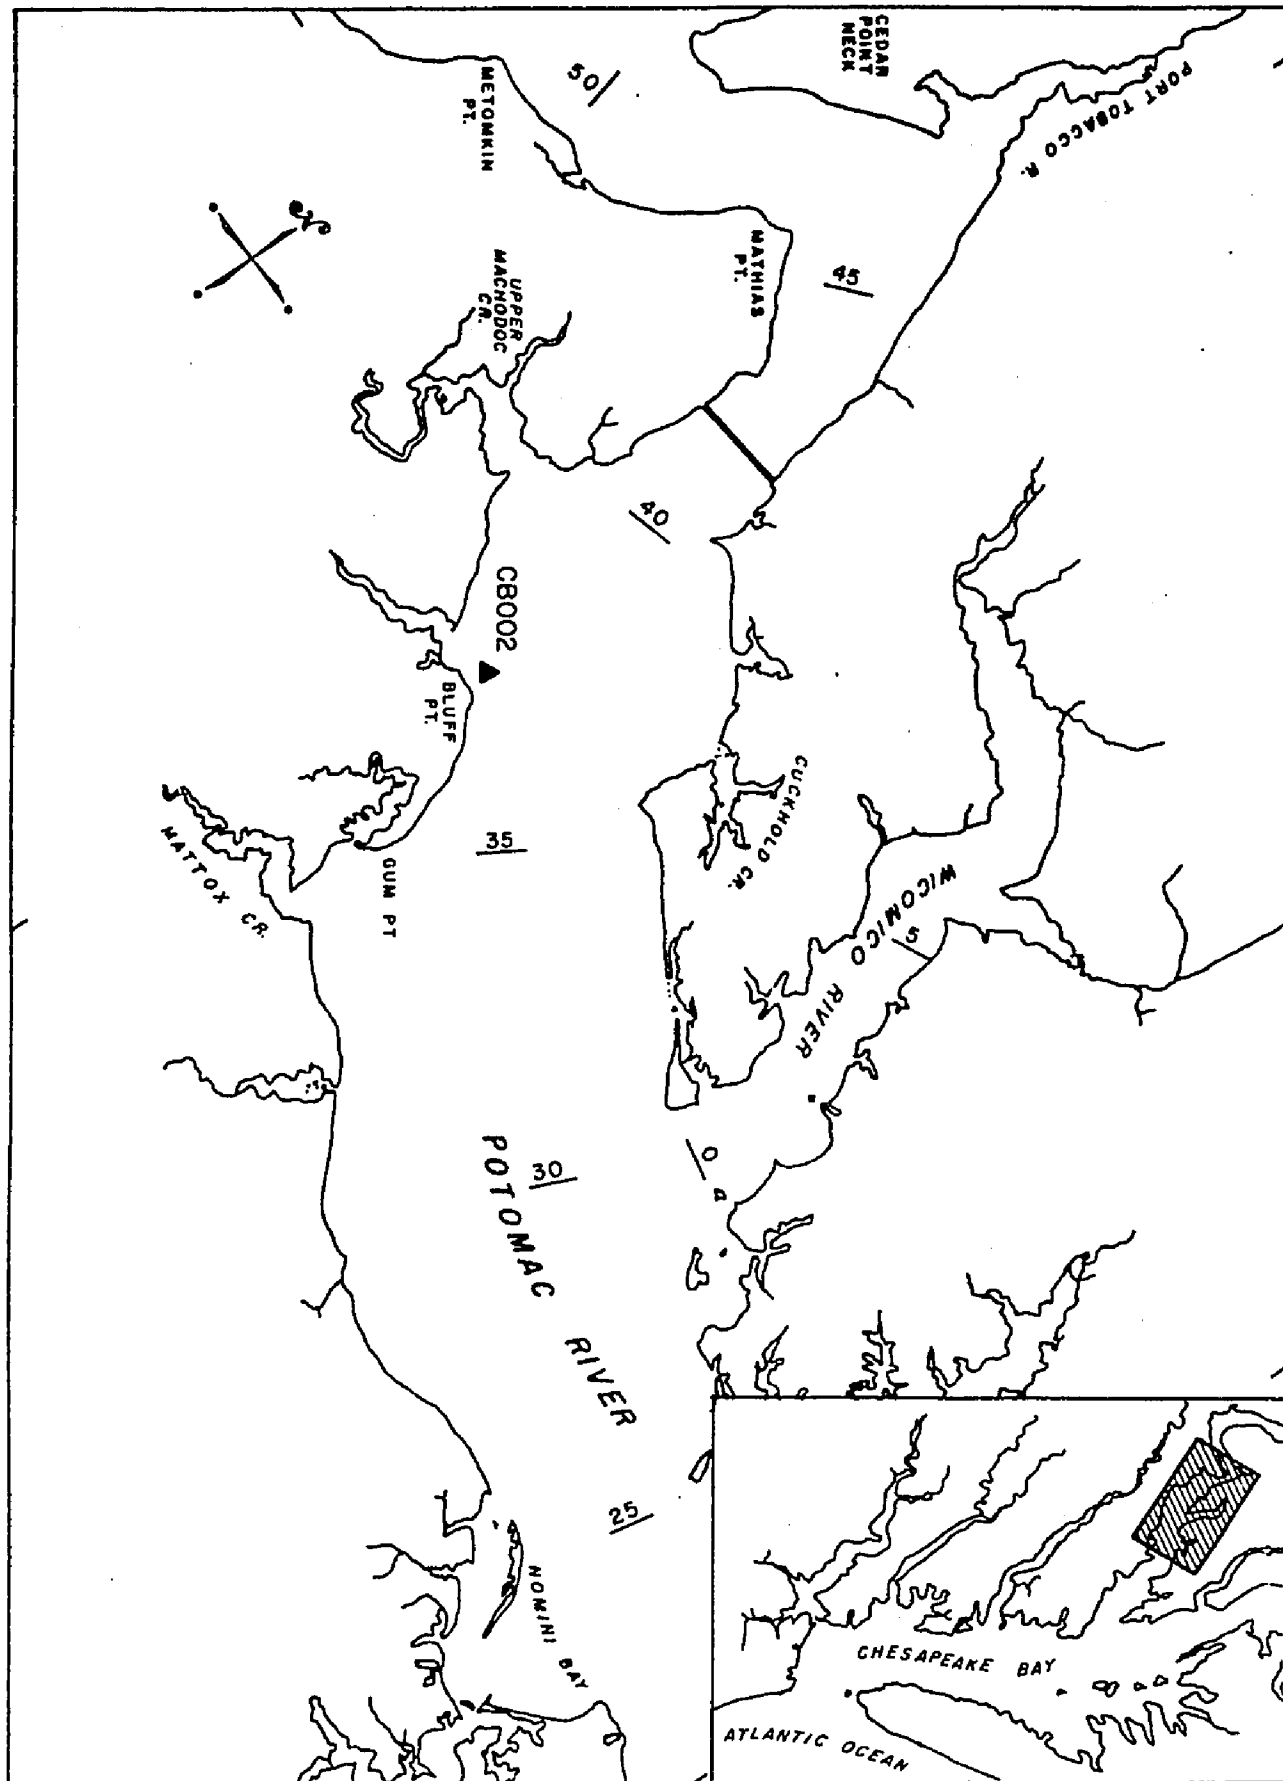 CEDAR
POINT
NECK
PORT TOBACCO R.
50
METOMKIN
PT.
N
MATHIAS
PT.
45
UPPER
MACHODOC
CR.
40
CB002
BLUFF
PT.
CUCKHOLD CR.
35
GUM PT
MATTOX CR.
WICOMICO RIVER
5
0
30
POTOMAC RIVER
25
NOMINI BAY
CHESAPEAKE BAY
ATLANTIC OCEAN